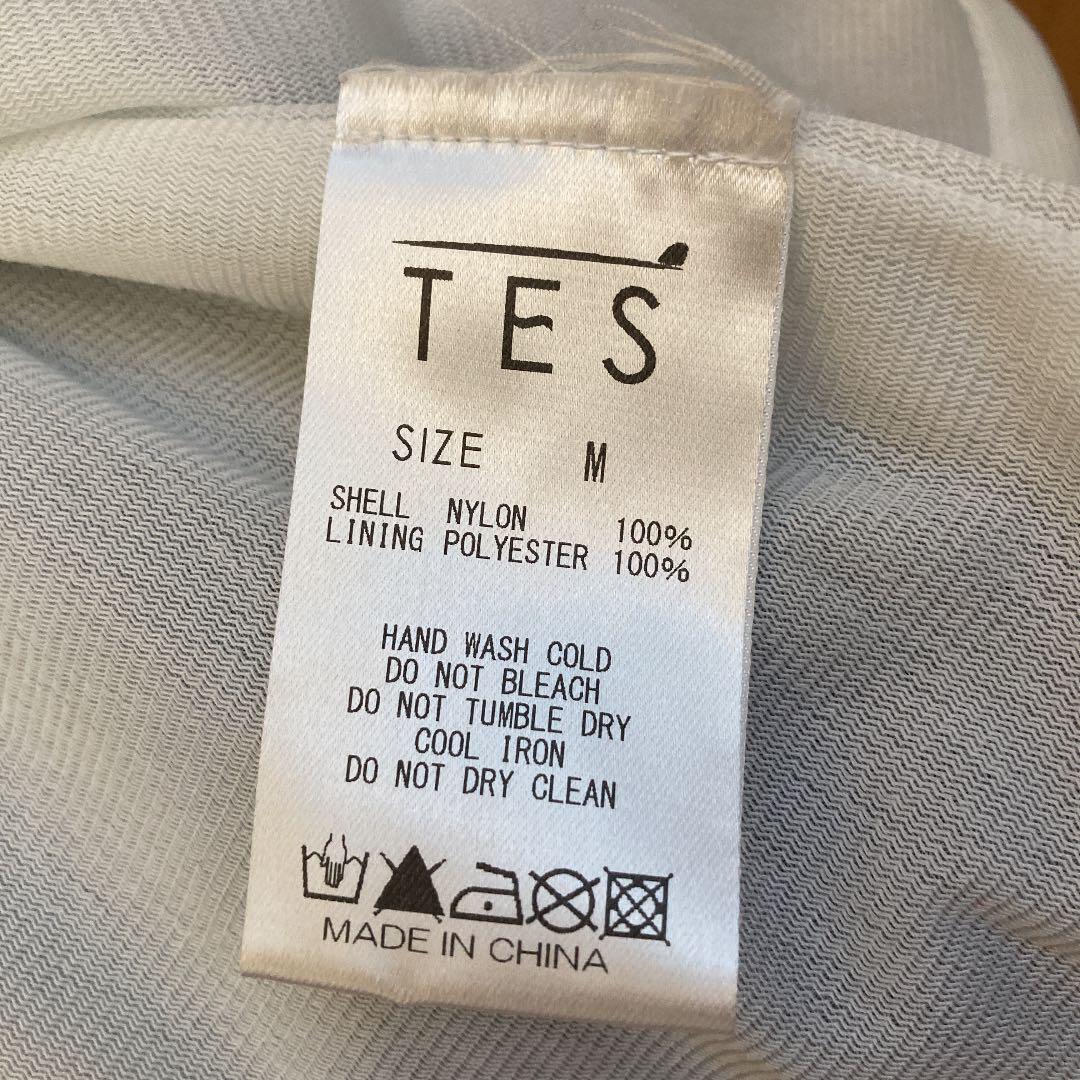 TES
SIZE M
SHELL NYLON 100%
LINING POLYESTER 100%
HAND WASH COLD
DO NOT BLEACH
DO NOT TUMBLE DRY
COOL IRON
DO NOT DRY CLEAN
MADE IN CHINA